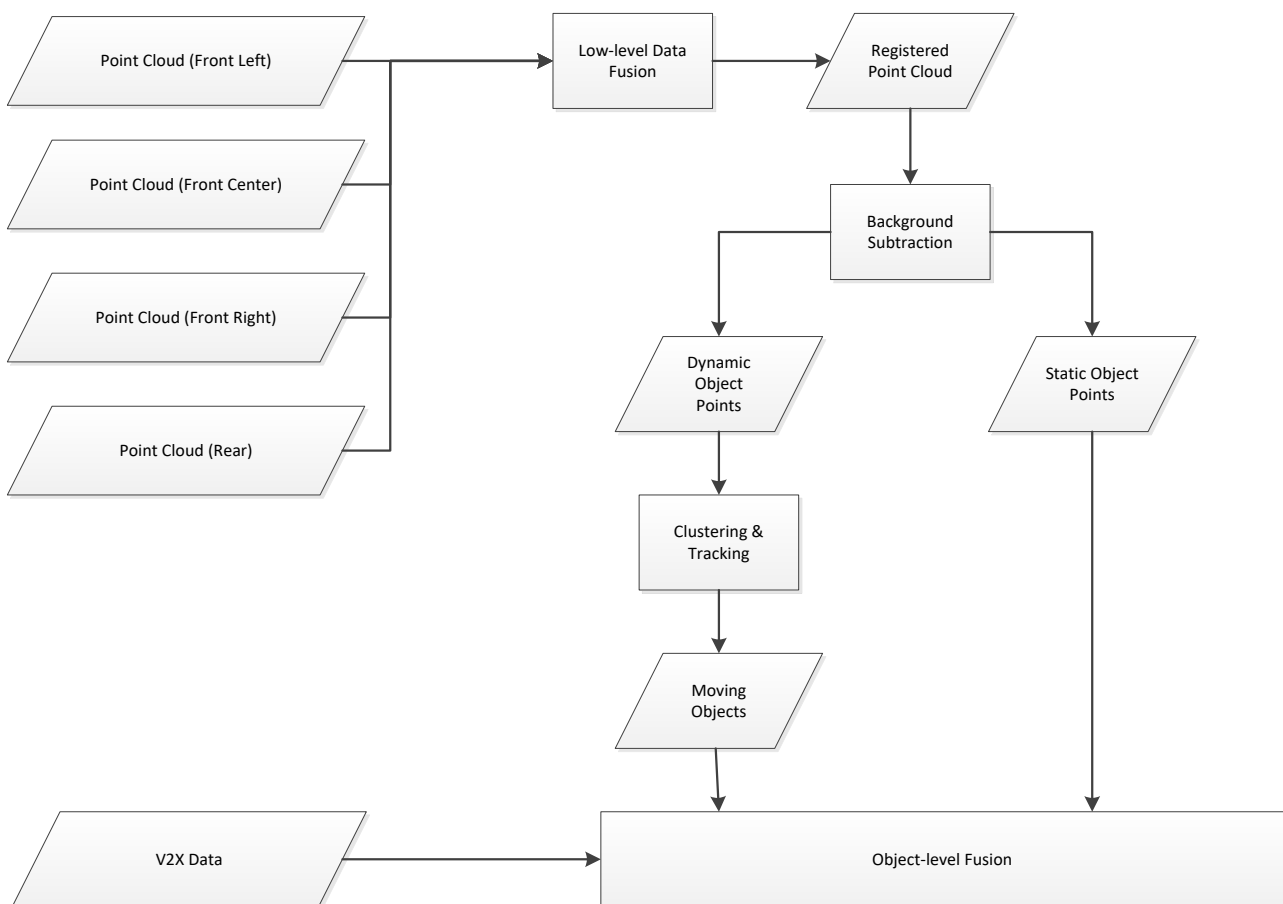 Point Cloud (Front Left)
Low-level Data
Fusion
Registered
Point Cloud
Point Cloud (Front Center)
Background
Subtraction
Point Cloud (Front Right)
Dynamic
Object
Points
Static Object
Points
Point Cloud (Rear)
Clustering &
Tracking
Moving
Objects
V2X Data
Object-level Fusion